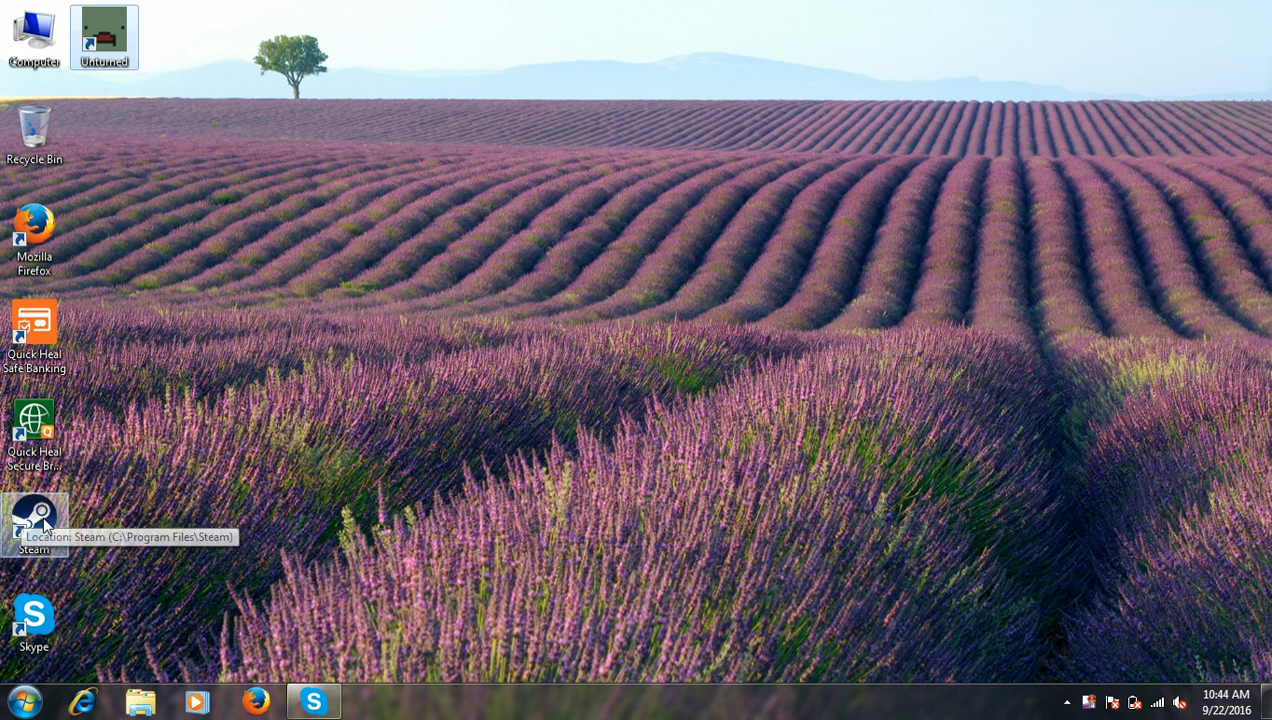 Computer
Unturned
Recycle Bin
Mozilla
Firefox
Quick Heal
Safe Banking
Quick Heal
Secure Br...
Location: Steam (C:\Program Files\Steam)
Steam
Skype
10:44 AM
9/22/2016